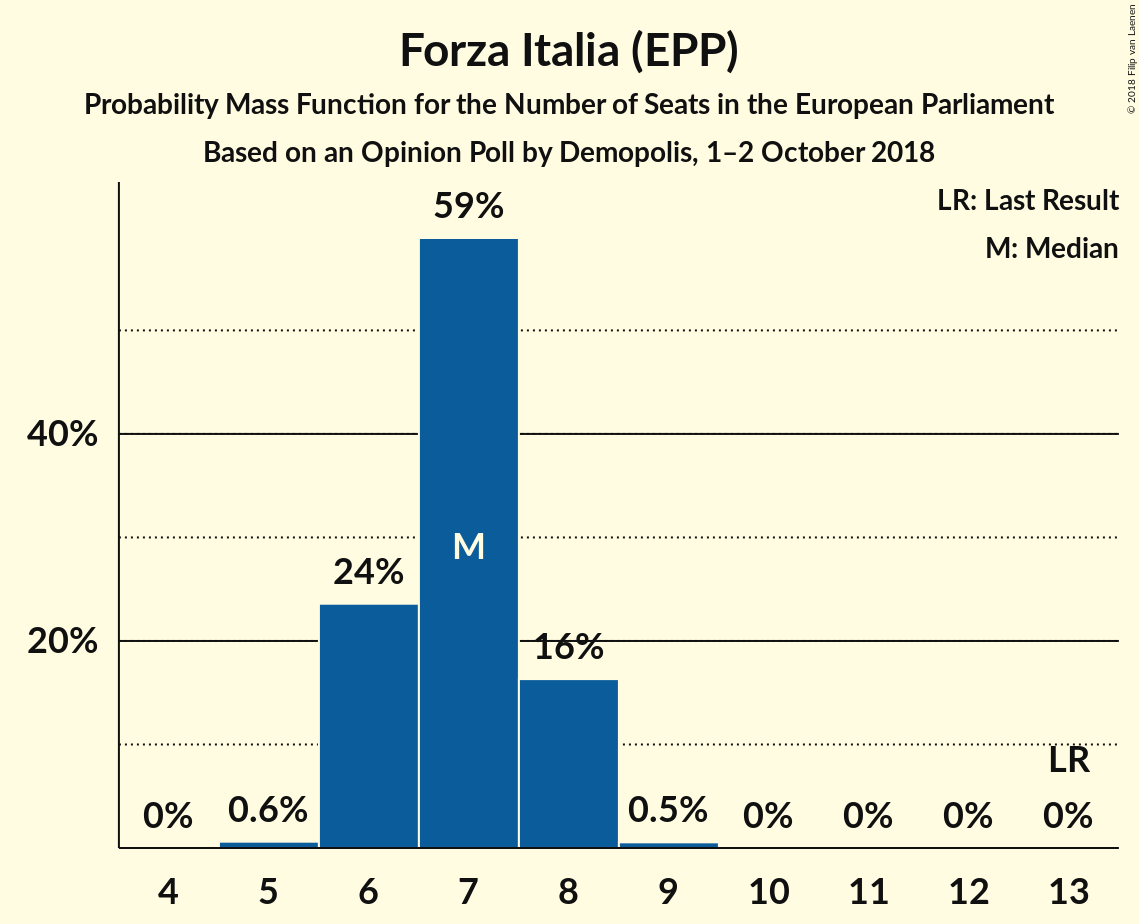 Forza Italia (EPP)
Probability Mass Function for the Number of Seats in the European Parliament
Based on an Opinion Poll by Demopolis, 1–2 October 2018
© 2018 Filip van Laenen
LR: Last Result
M: Median
59%
40%
M
24%
20%
16%
LR
0% 0.6% 0.5% 0% 0% 0% 0%
4 5 6 7 8 9 10 11 12 13